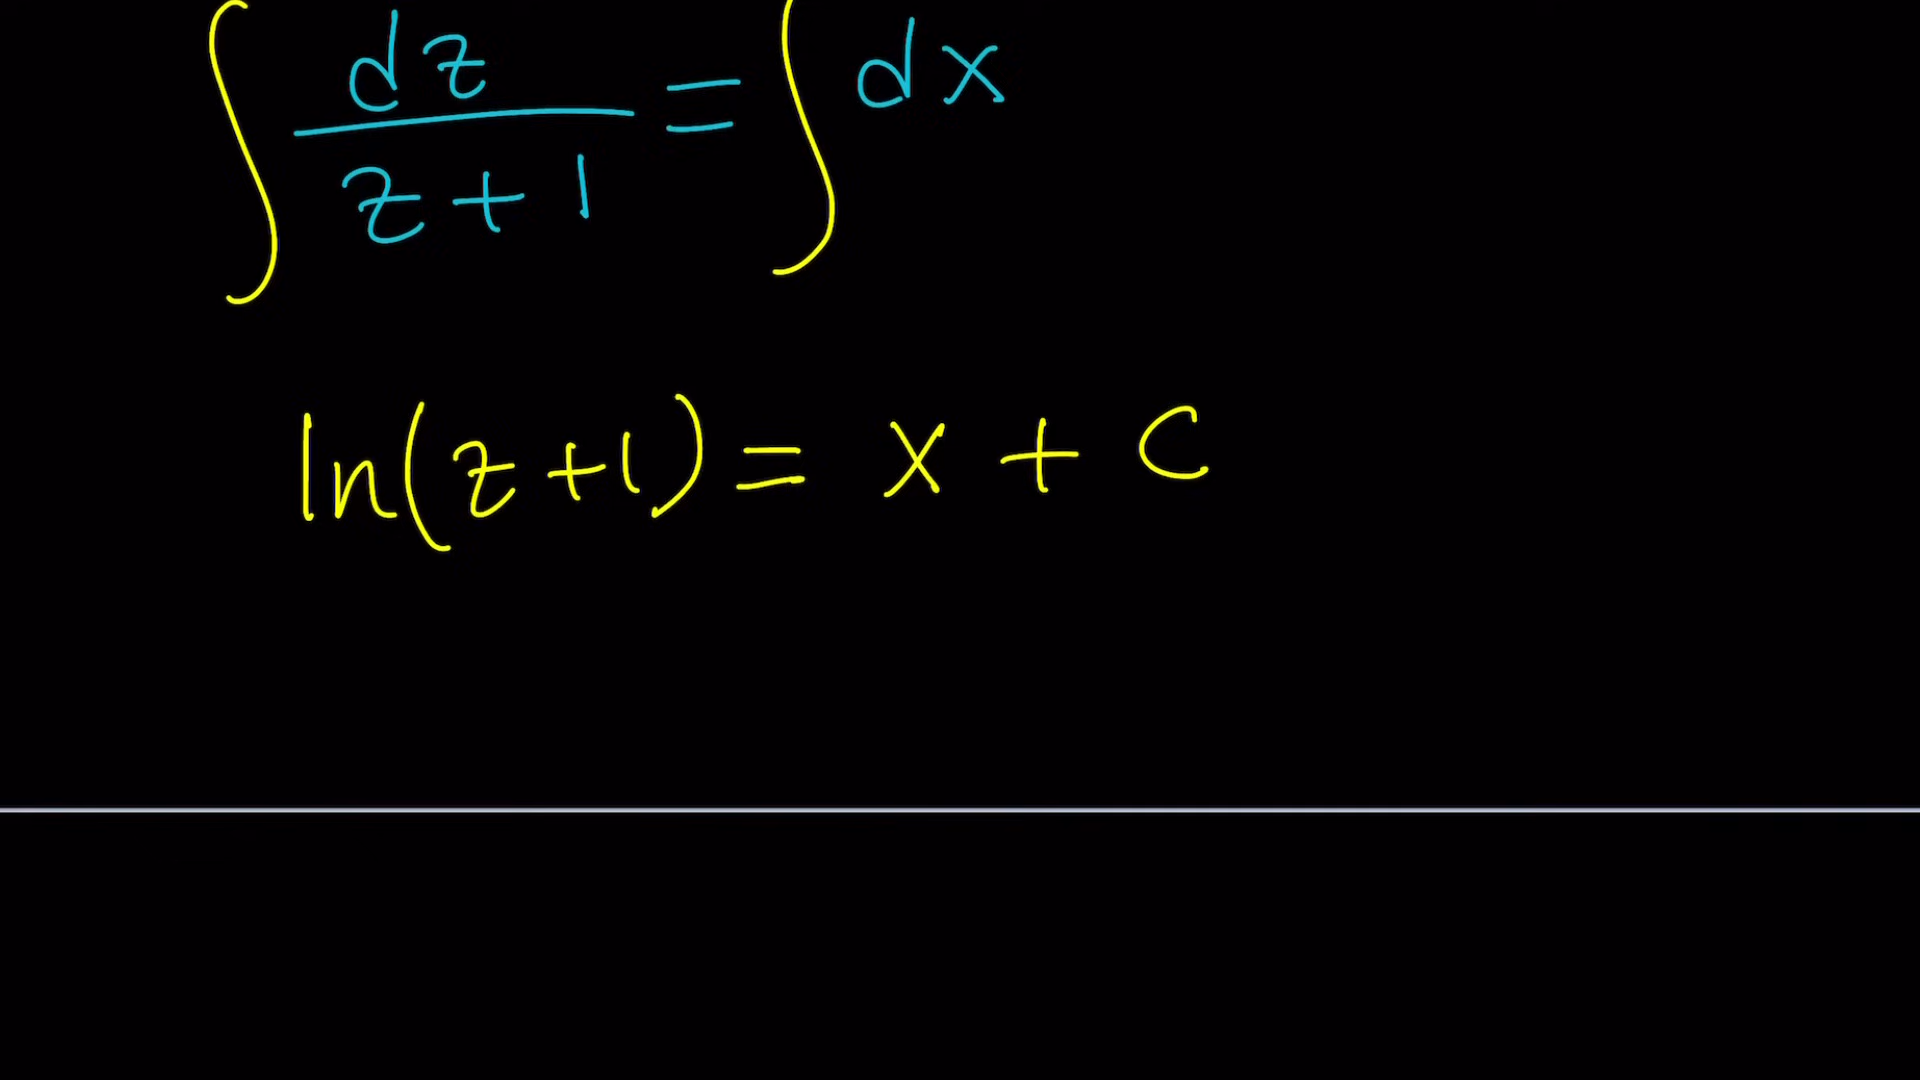 ∫ dz/(z+1) = ∫ dx
ln(z+1) = x + c